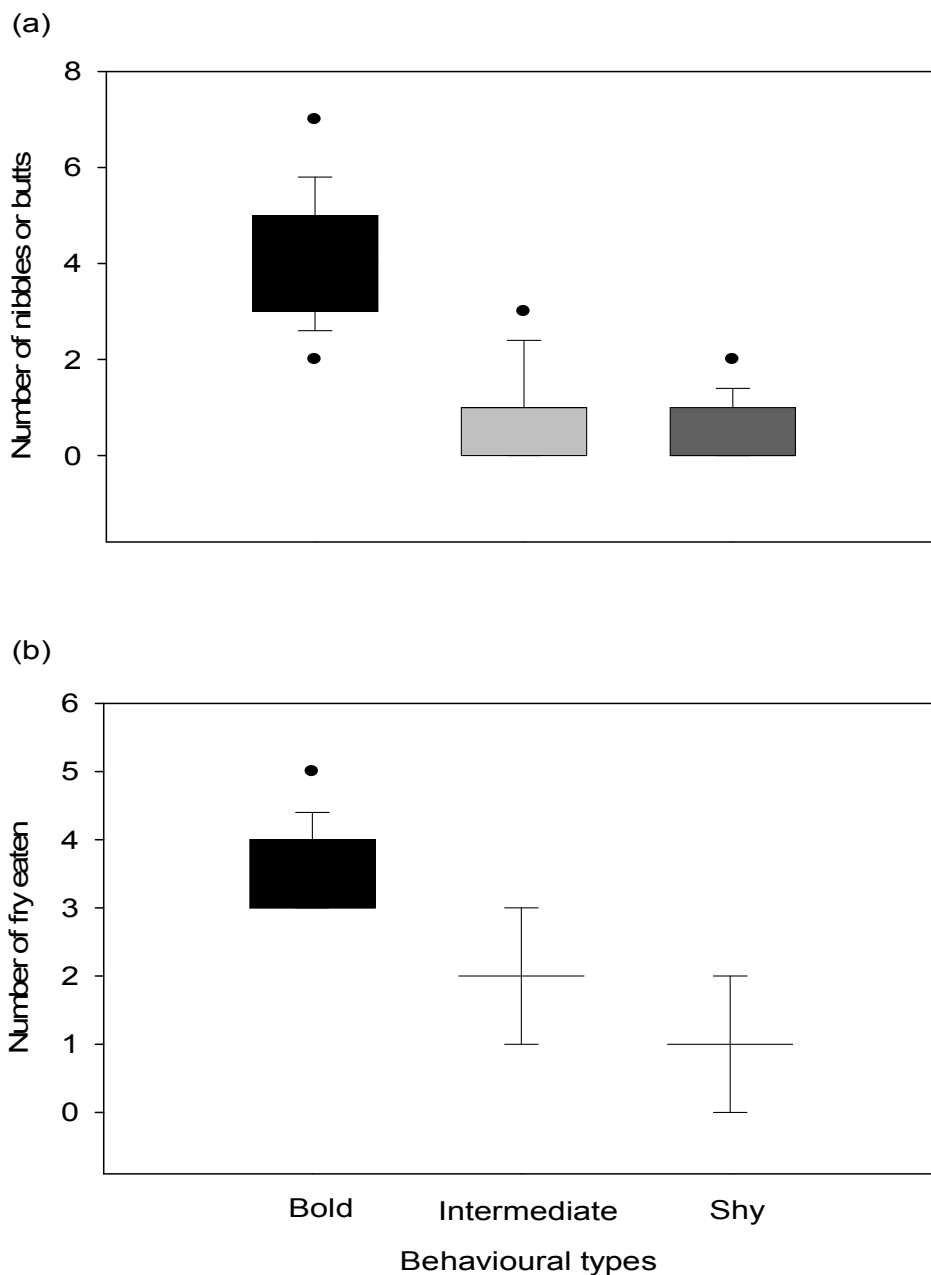 (a)
Number of nibbles or butts
8
6
4
2
0
(b)
Number of fry eaten
6
5
4
3
2
1
0
Bold Intermediate Shy
Behavioural types